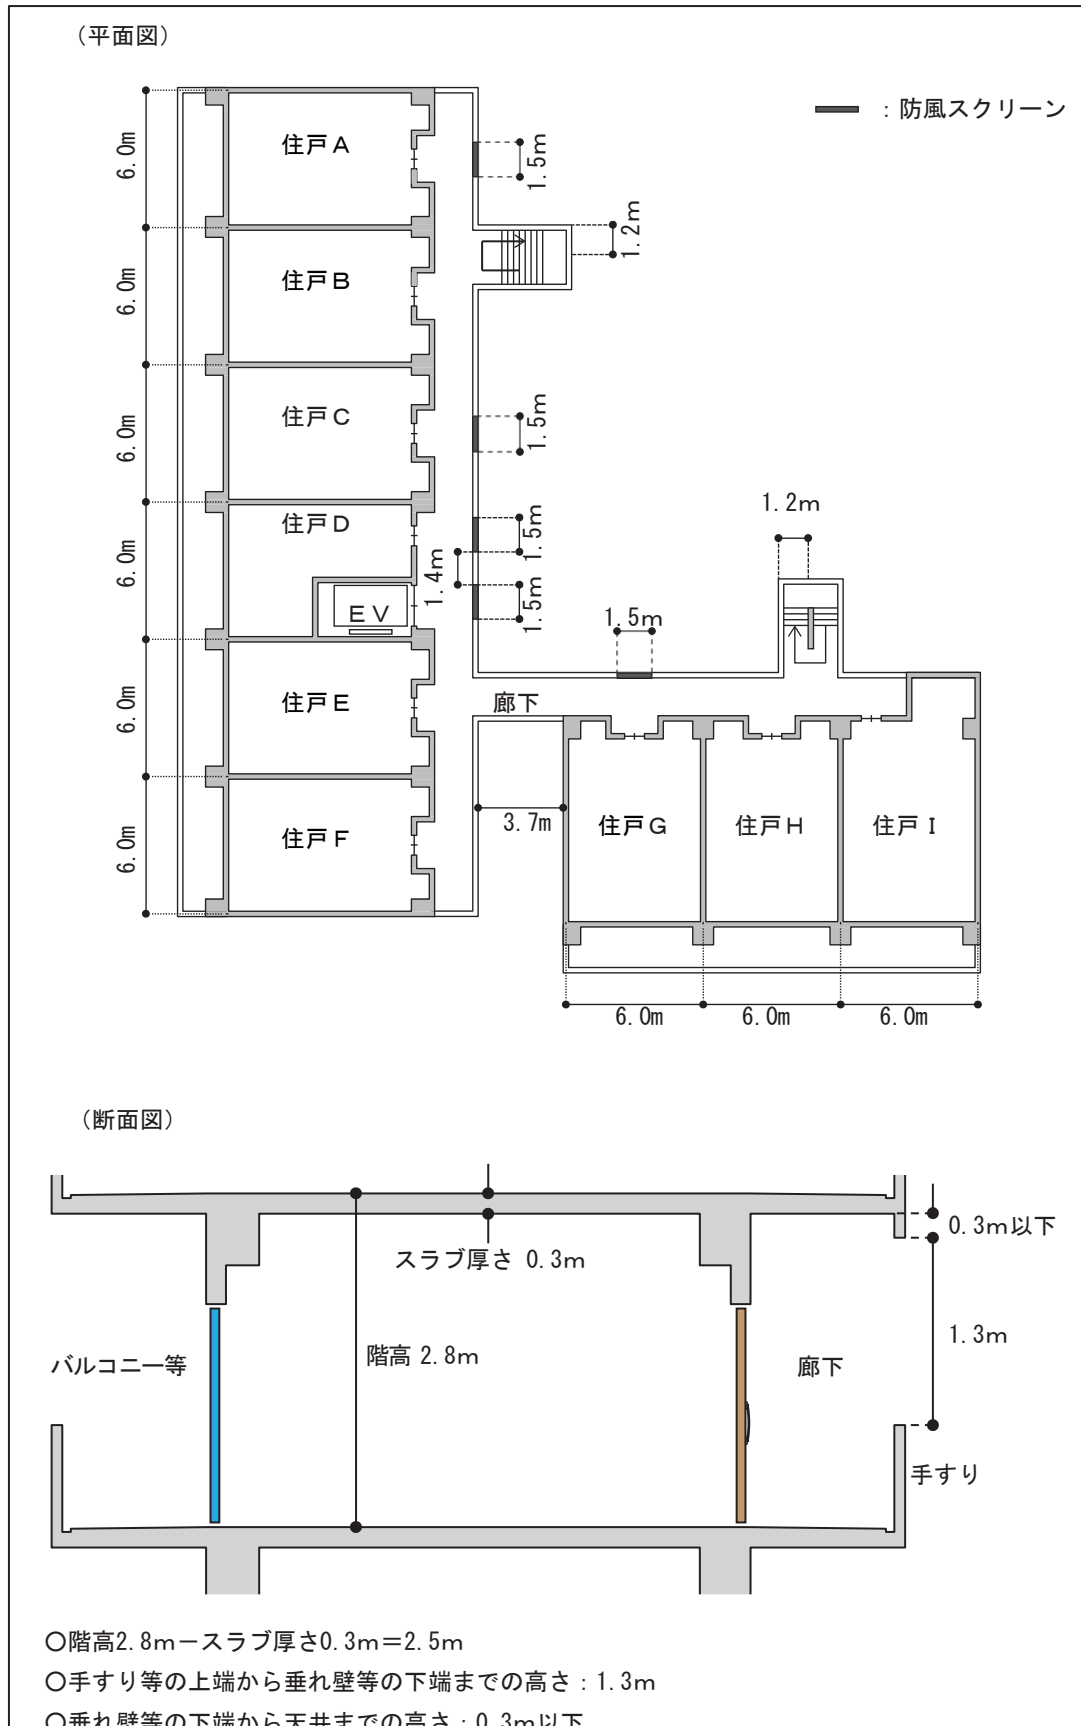 （平面図）
：防風スクリーン
住戸A
6.0m
1.5m
1.2m
住戸B
6.0m
住戸C
6.0m
1.5m
住戸D
6.0m
1.5m
1.4m
1.2m
EV
1.5m
1.5m
住戸E
6.0m
廊下
住戸F
6.0m
3.7m
住戸G
住戸H
住戸I
6.0m
6.0m
6.0m
（断面図）
0.3m以下
スラブ厚さ 0.3m
1.3m
バルコニー等
階高 2.8m
廊下
手すり
○階高2.8m－スラブ厚さ0.3m＝2.5m
○手すり等の上端から垂れ壁等の下端までの高さ：1.3m
○垂れ壁等の下端から天井までの高さ：0.3m以下